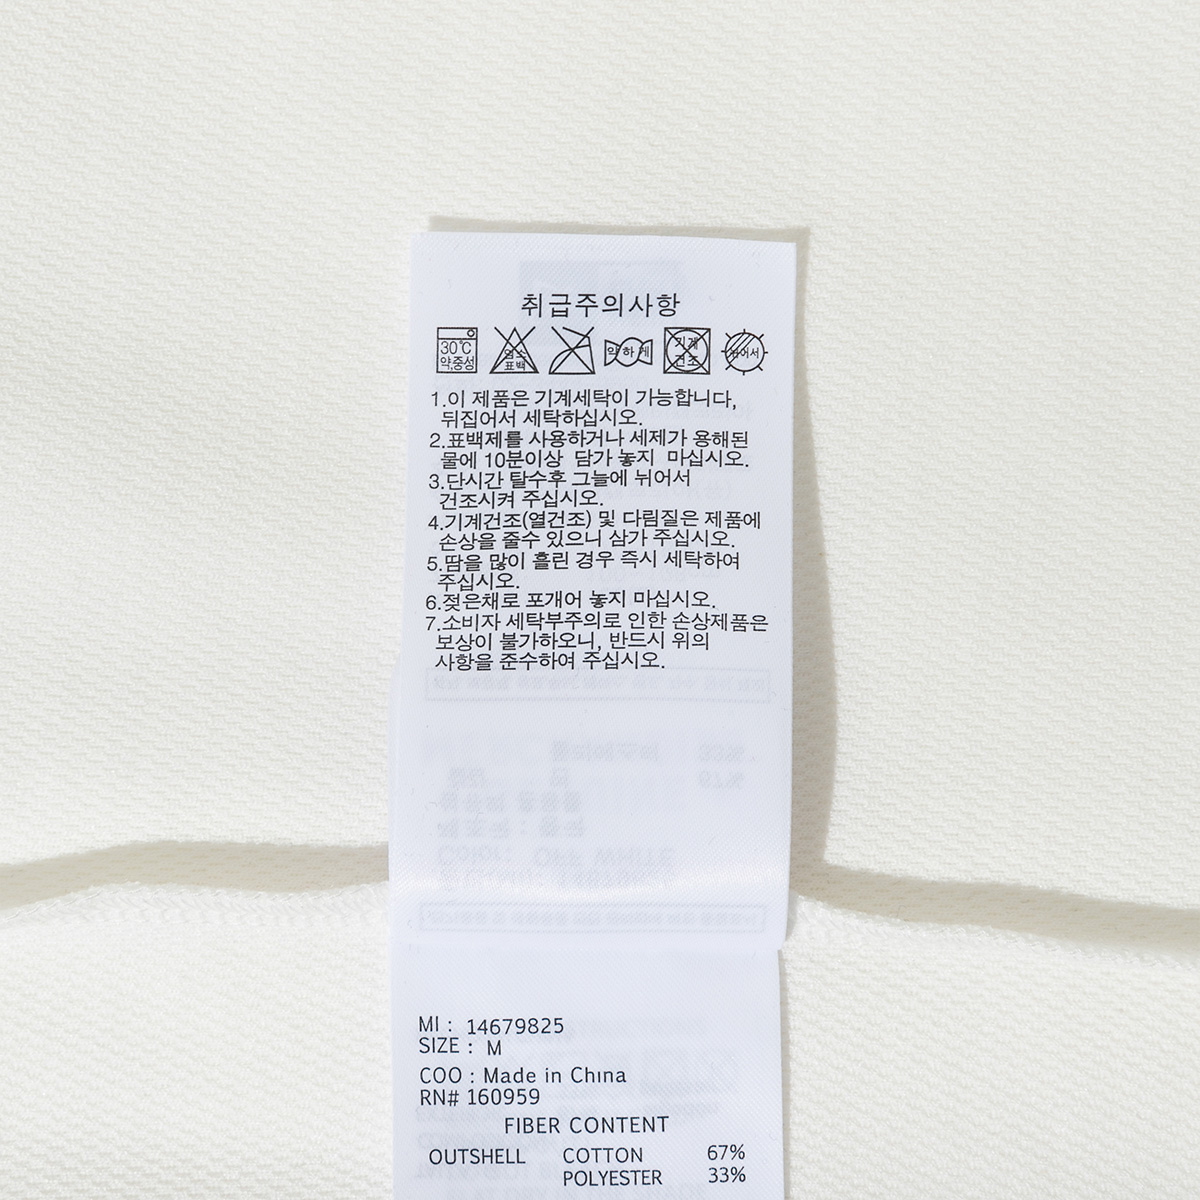 취급주의사항
30℃ 약,중성 염소 표백 약하게 기계 건조 뉘어서
1.이 제품은 기계세탁이 가능합니다,
뒤집어서 세탁하십시오.
2.표백제를 사용하거나 세제가 용해된
물에 10분이상 담가 놓지 마십시오.
3.단시간 탈수후 그늘에 뉘어서
건조시켜 주십시오.
4.기계건조(열건조) 및 다림질은 제품에
손상을 줄수 있으니 삼가 주십시오.
5.땀을 많이 흘린 경우 즉시 세탁하여
주십시오.
6.젖은채로 포개어 놓지 마십시오.
7.소비자 세탁부주의로 인한 손상제품은
보상이 불가하오니, 반드시 위의
사항을 준수하여 주십시오.
MI : 14679825
SIZE : M
COO : Made in China
RN# 160959
FIBER CONTENT
OUTSHELL COTTON 67%
POLYESTER 33%